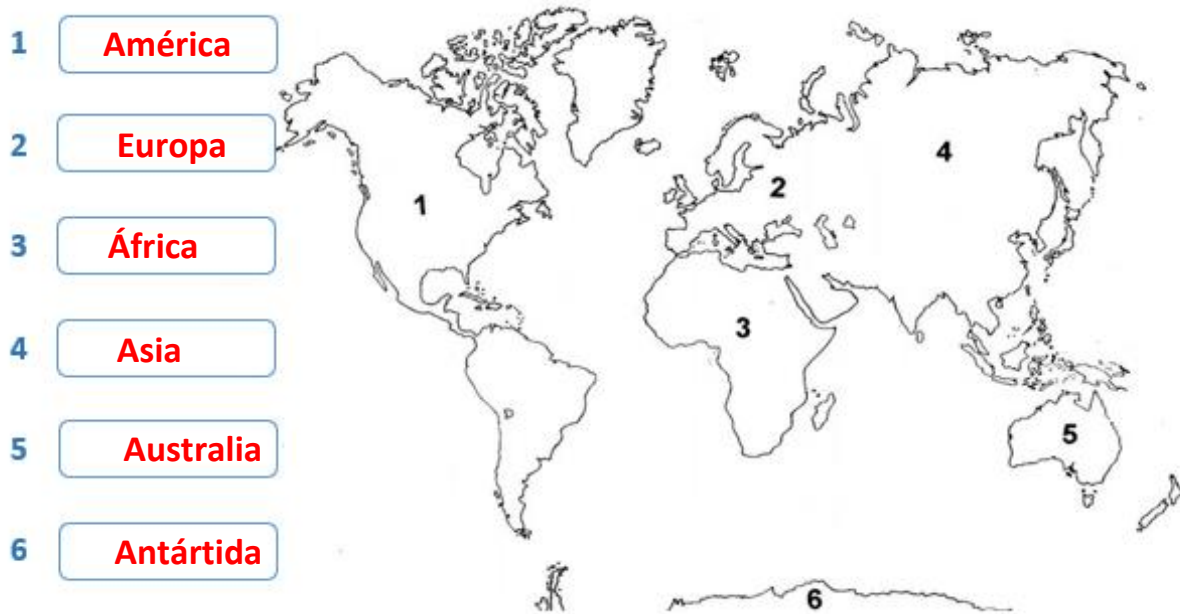 1 América
2 Europa
3 África
4 Asia
5 Australia
6 Antártida
1
2
3
4
5
6